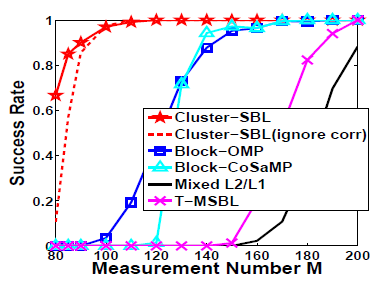 Success Rate
1
0.8
0.6
0.4
0.2
0
Cluster-SBL
Cluster-SBL(ignore corr)
Block-OMP
Block-CoSaMP
Mixed L2/L1
T-MSBL
80 100 120 140 160 180 200
Measurement Number M